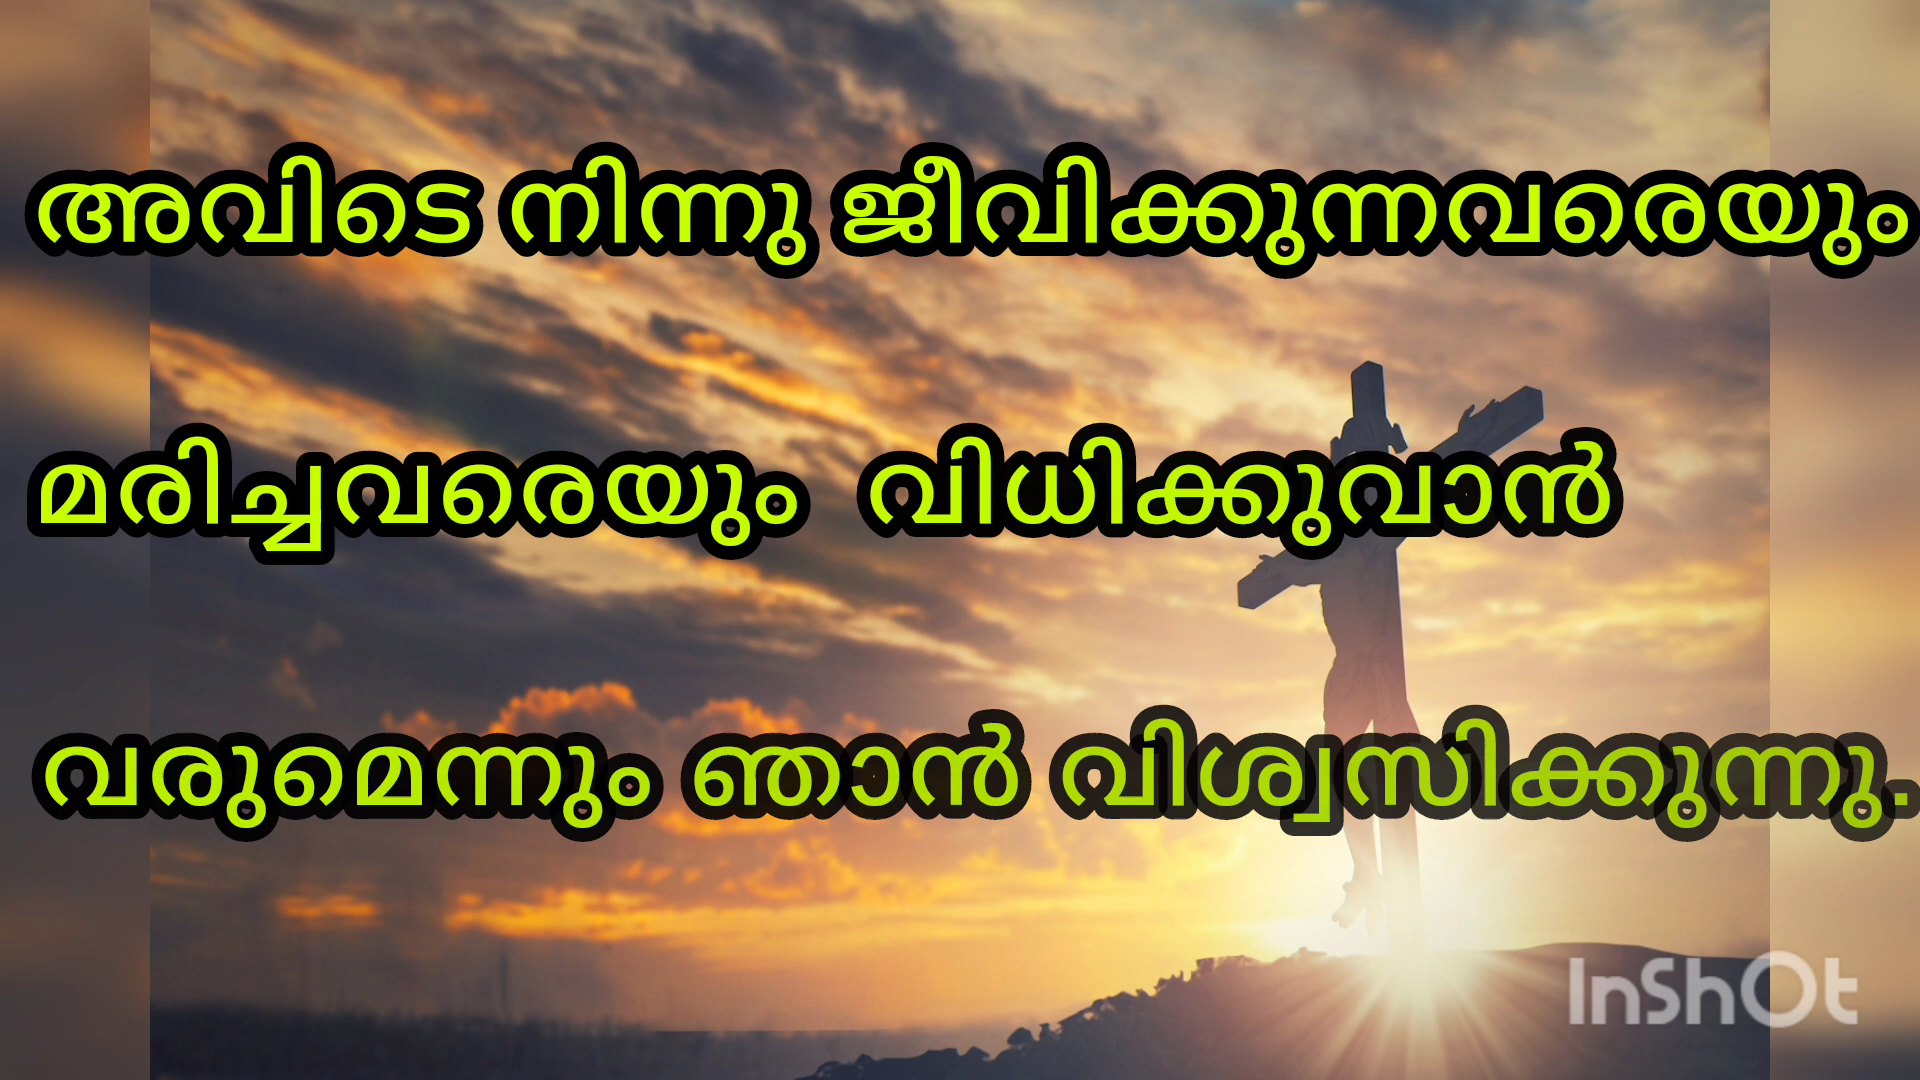 അവിടെ നിന്നു ജീവിക്കുന്നവരെയും
മരിച്ചവരെയും വിധിക്കുവാൻ
വരുമെന്നും ഞാൻ വിശ്വസിക്കുന്നു.
InShOt